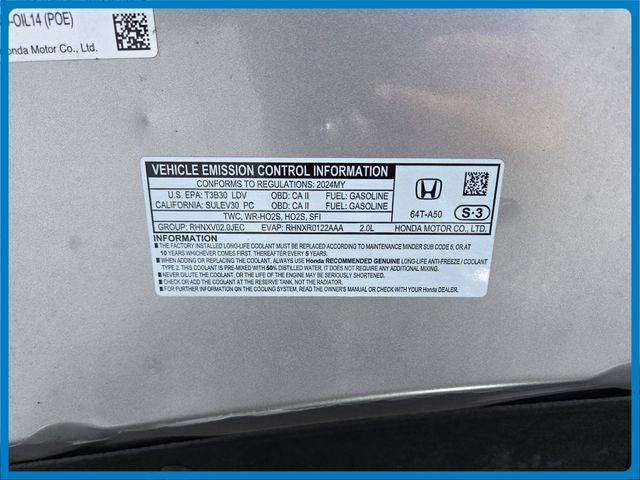 -OIL14 (POE)
onda Motor Co., Ltd.
VEHICLE EMISSION CONTROL INFORMATION
CONFORMS TO REGULATIONS: 2024MY
U.S. EPA: T3B30 LDV OBD: CA II FUEL: GASOLINE
CALIFORNIA: SULEV30 PC OBD: CA II FUEL: GASOLINE
TWC, WR-HO2S, HO2S, SFI
GROUP: RHNXV02.0JEC EVAP: RHNXR0122AAA 2.0L
64T-A50 S·3
HONDA MOTOR CO., LTD.
INFORMATION
■ THE FACTORY INSTALLED LONG-LIFE COOLANT MUST BE REPLACED ACCORDING TO MAINTENANCE MINDER SUB CODE 5, OR AT
10 YEARS WHICHEVER COMES FIRST. THEREAFTER EVERY 5 YEARS.
■ WHEN ADDING OR REPLACING THE COOLANT, ALWAYS USE Honda RECOMMENDED GENUINE LONG-LIFE ANTI-FREEZE / COOLANT
TYPE 2. THIS COOLANT IS PRE-MIXED WITH 50% DISTILLED WATER. IT DOES NOT REQUIRE ANY ADDITIONAL MIXING.
■ NEVER DILUTE THE COOLANT, OR THE LIFE OF THE ENGINE MAY BE SUBSTANTIALLY SHORTENED.
■ CHECK OR ADD THE COOLANT AT THE RESERVE TANK, NOT THE RADIATOR.
■ FOR FURTHER INFORMATION ON THE COOLING SYSTEM, READ THE OWNER'S MANUAL OR CHECK WITH YOUR Honda DEALER.